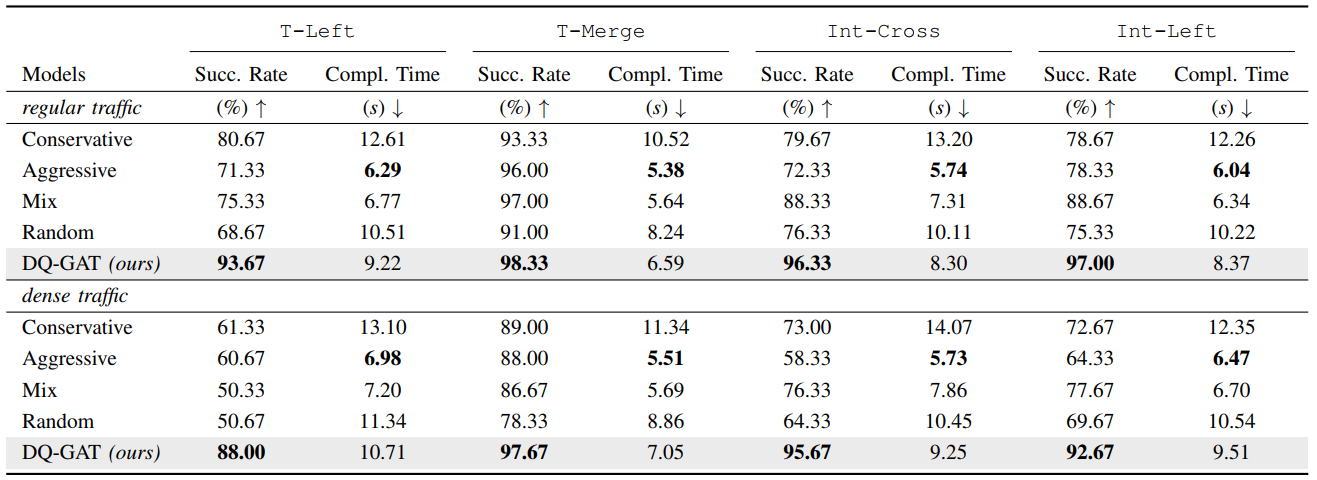 T-Left T-Merge Int-Cross Int-Left
Models Succ. Rate Compl. Time Succ. Rate Compl. Time Succ. Rate Compl. Time Succ. Rate Compl. Time
regular traffic (%) ↑ (s) ↓ (%) ↑ (s) ↓ (%) ↑ (s) ↓ (%) ↑ (s) ↓
Conservative 80.67 12.61 93.33 10.52 79.67 13.20 78.67 12.26
Aggressive 71.33 6.29 96.00 5.38 72.33 5.74 78.33 6.04
Mix 75.33 6.77 97.00 5.64 88.33 7.31 88.67 6.34
Random 68.67 10.51 91.00 8.24 76.33 10.11 75.33 10.22
DQ-GAT (ours) 93.67 9.22 98.33 6.59 96.33 8.30 97.00 8.37
dense traffic
Conservative 61.33 13.10 89.00 11.34 73.00 14.07 72.67 12.35
Aggressive 60.67 6.98 88.00 5.51 58.33 5.73 64.33 6.47
Mix 50.33 7.20 86.67 5.69 76.33 7.86 77.67 6.70
Random 50.67 11.34 78.33 8.86 64.33 10.45 69.67 10.54
DQ-GAT (ours) 88.00 10.71 97.67 7.05 95.67 9.25 92.67 9.51